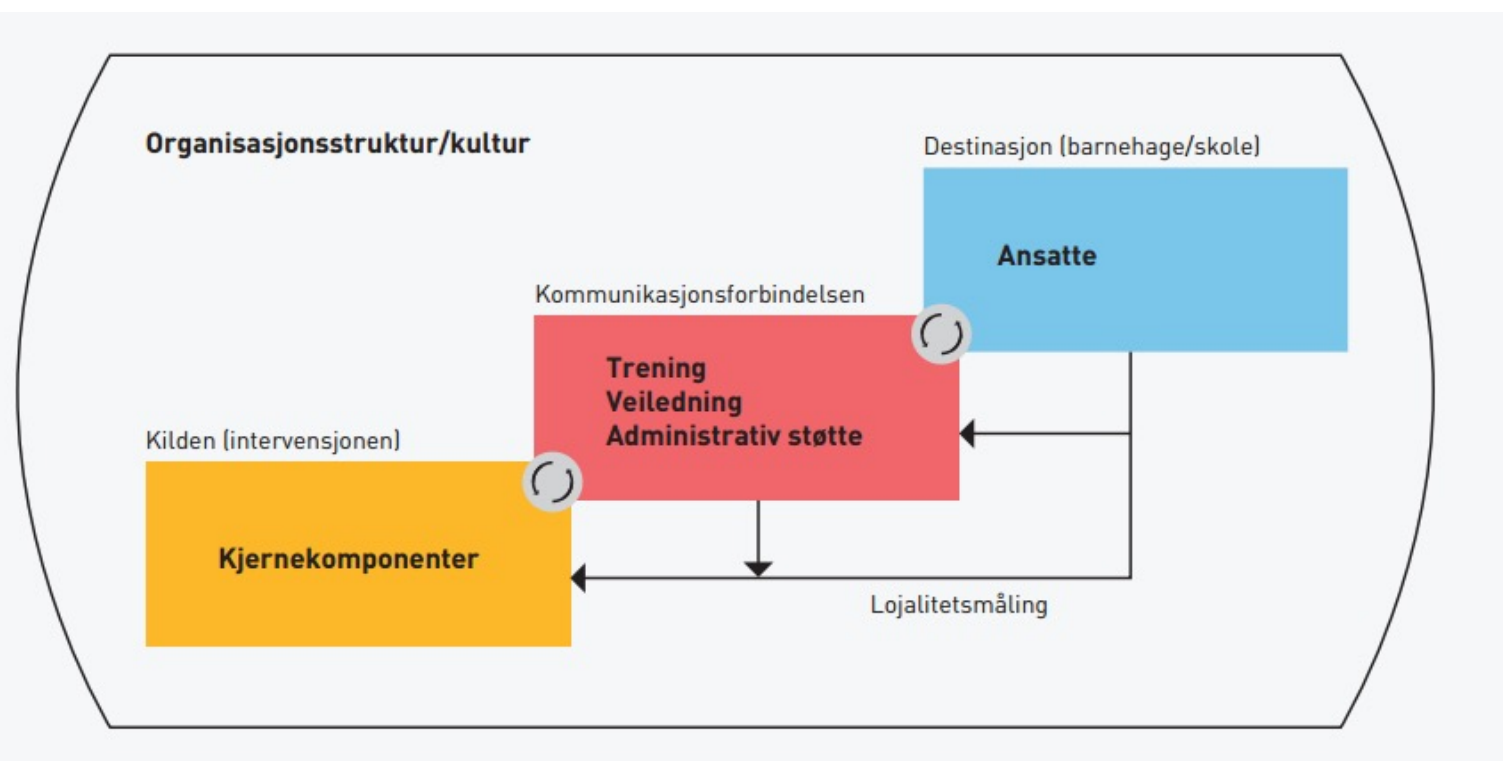 Organisasjonsstruktur/kultur
Destinasjon (barnehage/skole)
Ansatte
Kommunikasjonsforbindelsen
Trening
Veiledning
Administrativ støtte
Kilden (intervensjonen)
Kjernekomponenter
Lojalitetsmåling